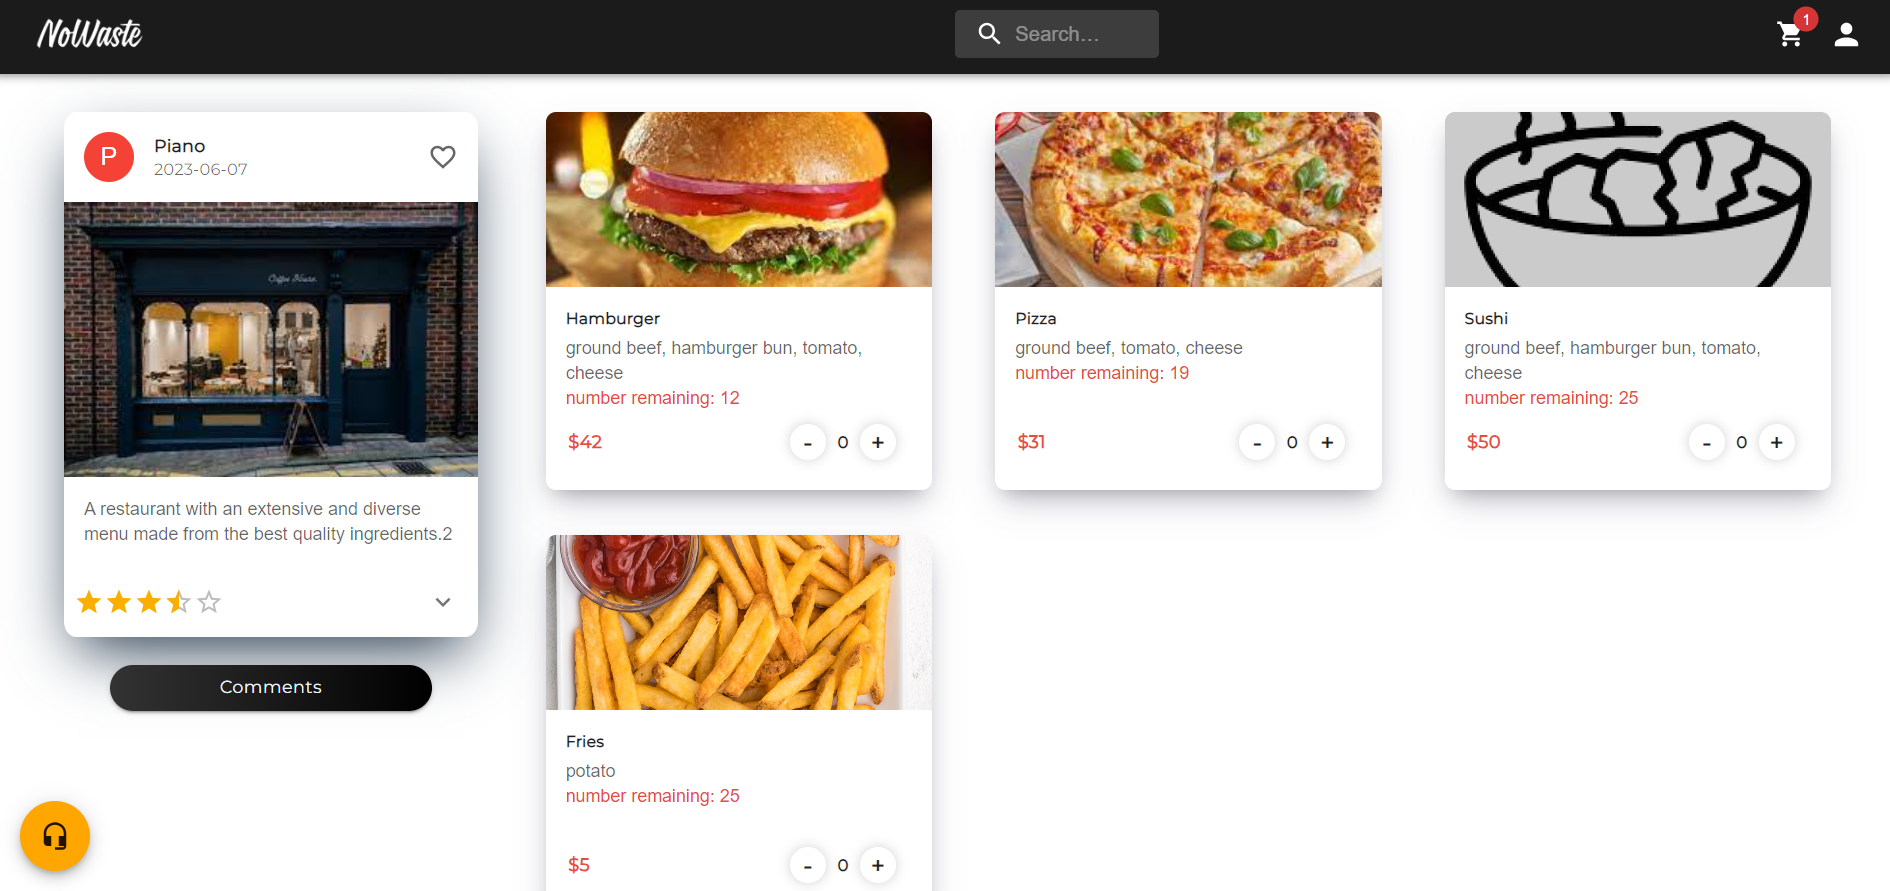 NoWaste
Search...
1
P
Piano
2023-06-07
Coffee House
A restaurant with an extensive and diverse
menu made from the best quality ingredients.2
Comments
Hamburger
ground beef, hamburger bun, tomato,
cheese
number remaining: 12
$42
- 0 +
Pizza
ground beef, tomato, cheese
number remaining: 19
$31
- 0 +
Sushi
ground beef, hamburger bun, tomato,
cheese
number remaining: 25
$50
- 0 +
Fries
potato
number remaining: 25
$5
- 0 +